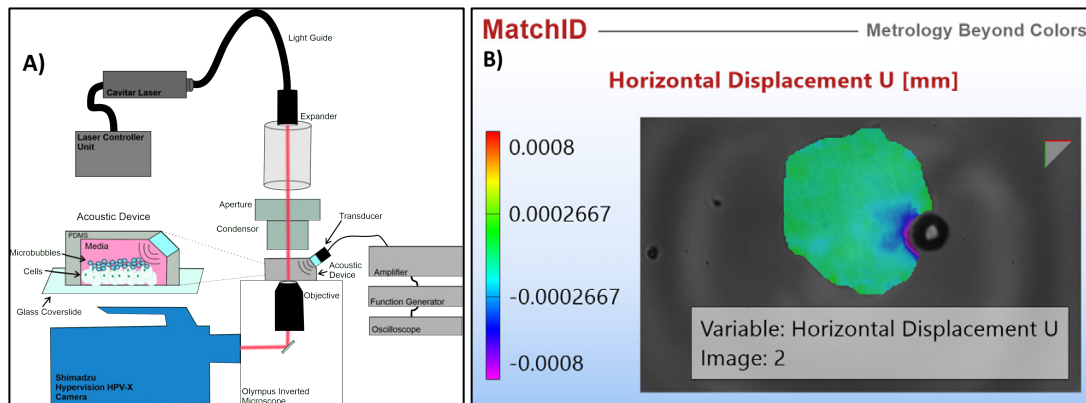 A)
Light Guide
Cavitar Laser
Expander
Laser Controller
Unit
Aperture
Transducer
Condensor
Acoustic Device
PDMS
Media
Microbubbles
Cells
Glass Coverslide
Acoustic
Device
Amplifier
Objective
Function Generator
Oscilloscope
Shimadzu
Hypervision HPV-X
Camera
Olympus Inverted
Microscope
MatchID
Metrology Beyond Colors
B)
Horizontal Displacement U [mm]
0.0008
0.0002667
-0.0002667
-0.0008
Variable: Horizontal Displacement U
Image: 2